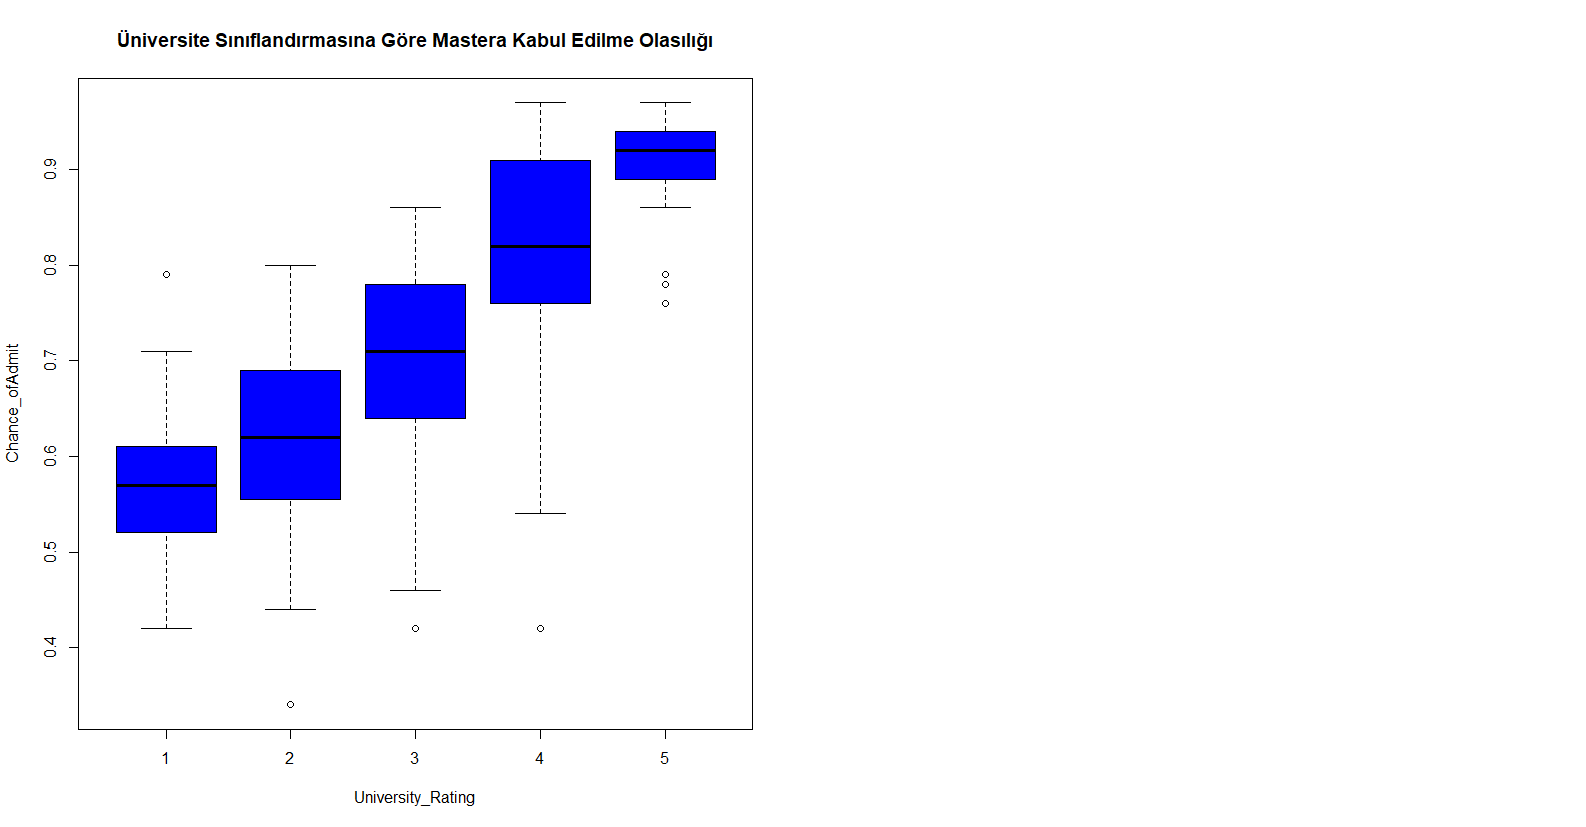 Üniversite Sınıflandırmasına Göre Mastera Kabul Edilme Olasılığı
Chance_ofAdmit
0.9
0.8
0.7
0.6
0.5
0.4
1 2 3 4 5
University_Rating